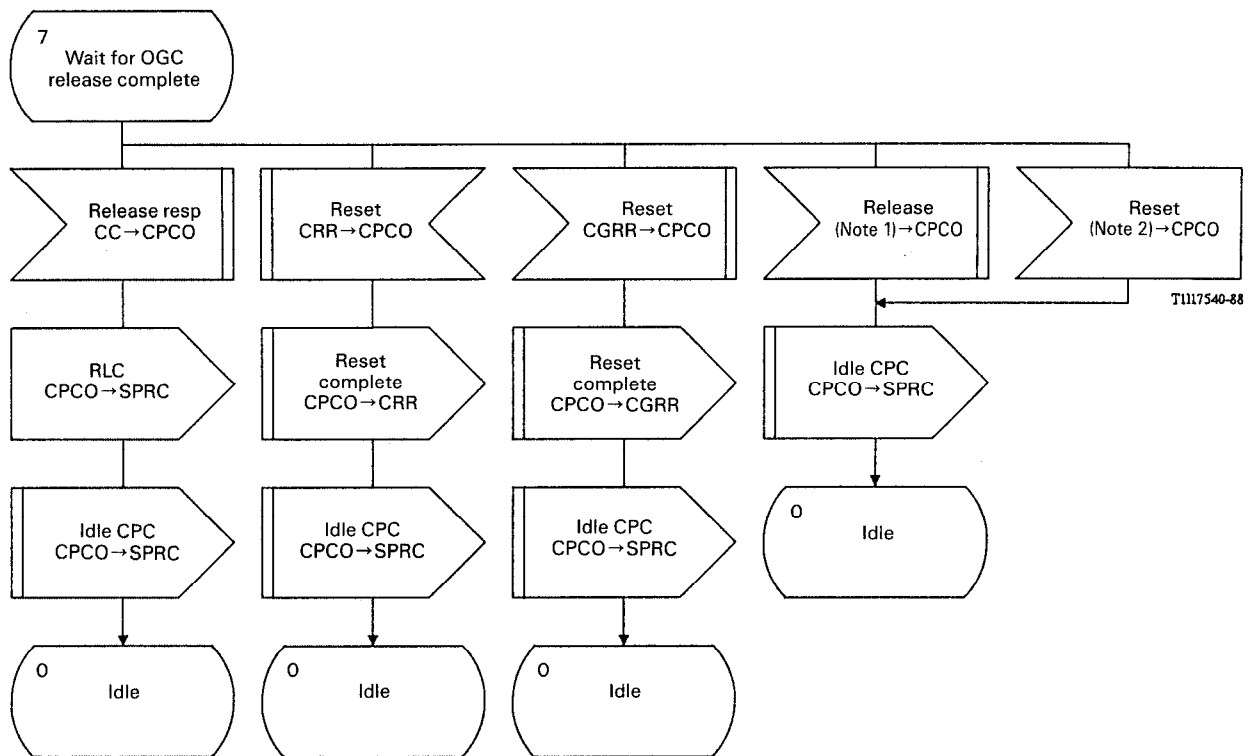 7
Wait for OGC
release complete
Release resp
CC→CPCO
Reset
CRR→CPCO
Reset
CGRR→CPCO
Release
(Note 1)→CPCO
Reset
(Note 2)→CPCO
T1117540-88
RLC
CPCO→SPRC
Reset
complete
CPCO→CRR
Reset
complete
CPCO→CGRR
Idle CPC
CPCO→SPRC
Idle CPC
CPCO→SPRC
Idle CPC
CPCO→SPRC
Idle CPC
CPCO→SPRC
0
Idle
0
Idle
0
Idle
0
Idle